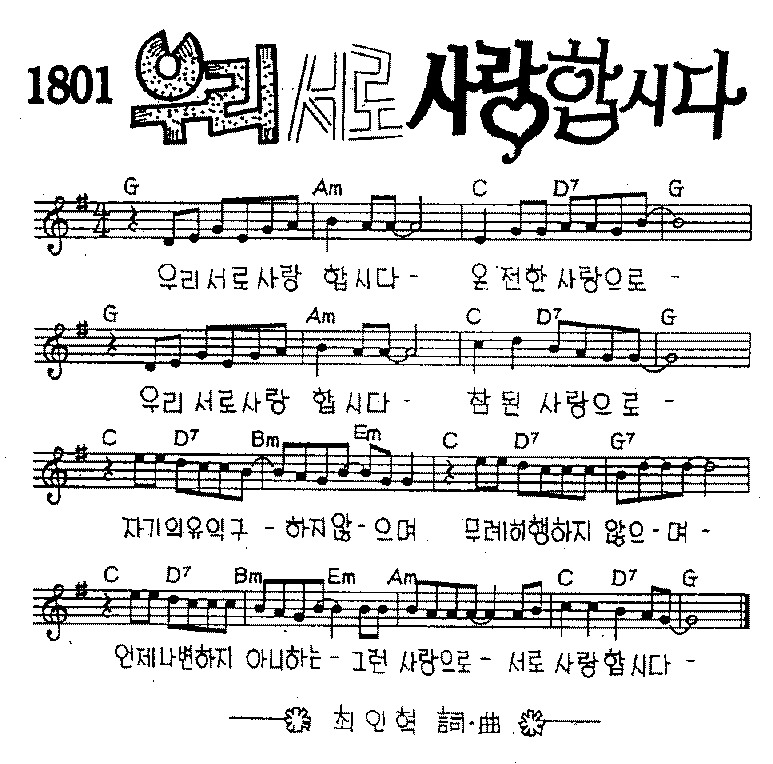 1801 우리 서로 사랑합시다
G Am C D7 G
4 4
우리서로사랑 합시다- 온전한 사랑으로 -
G Am C D7 G
우리 서로사랑 합시다- 참된 사랑으로 -
C D7 Bm Em C D7 G7
자기의유익구 -하지않-으며 무례히행하지 않으-며-
C D7 Bm Em Am C D7 G
언제나변하지 아니하는- 그런 사랑으로- 서로 사랑합시다 -
최인혁 詞·曲